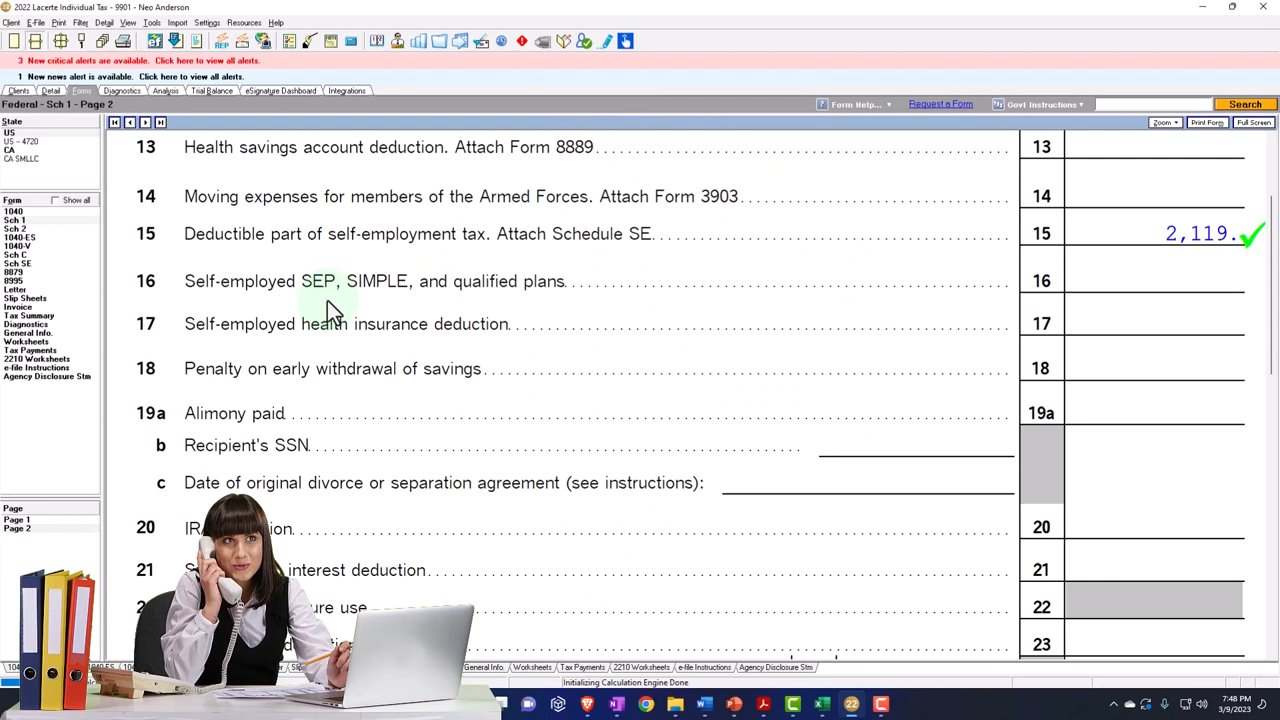 22 2022 Lacerte Individual Tax - 9901 - Neo Anderson
Client E-File Print Filter Detail View Tools Import Settings Resources Help
REP
3 New critical alerts are available. Click here to view all alerts.
1 New news alert is available. Click here to view all alerts.
Clients Detail Forms Diagnostics Analysis Trial Balance eSignature Dashboard Integrations
Federal - Sch 1 - Page 2
? Form Help... Request a Form Govt Instructions Search
Zoom Print Form Full Screen
State
US
US -- 4720
CA
CA SMLLC
Form Show all
1040
Sch 1
Sch 2
1040-ES
1040-V
Sch C
Sch SE
8879
8995
Letter
Slip Sheets
Invoice
Tax Summary
Diagnostics
General Info.
Worksheets
Tax Payments
2210 Worksheets
e-file Instructions
Agency Disclosure Stm
Page
Page 1
Page 2
13 Health savings account deduction. Attach Form 8889 13
14 Moving expenses for members of the Armed Forces. Attach Form 3903 14
15 Deductible part of self-employment tax. Attach Schedule SE 15 2,119.
16 Self-employed SEP, SIMPLE, and qualified plans 16
17 Self-employed health insurance deduction 17
18 Penalty on early withdrawal of savings 18
19a Alimony paid 19a
b Recipient's SSN
c Date of original divorce or separation agreement (see instructions):
20 20
21 interest deduction 21
ure use 22
23
General Info. Worksheets Tax Payments 2210 Worksheets e-file Instructions Agency Disclosure Stm
Initializing Calculation Engine Done
7:48 PM
3/9/2023